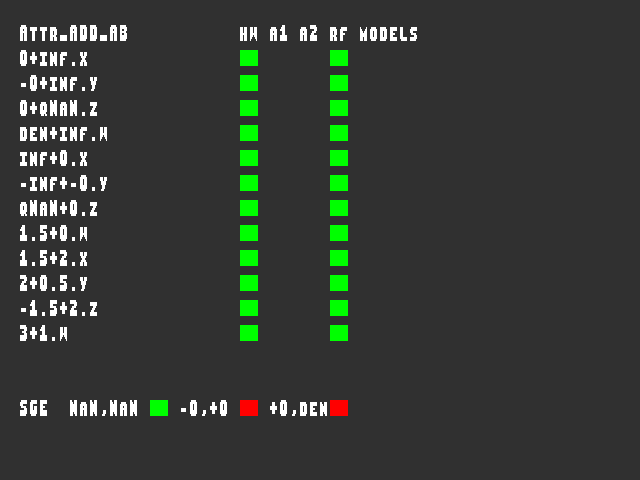 Attr_ADD_AB HW A1 A2 RF MODELS
0+Inf.x
-0+Inf.y
0+QNaN.z
Den+Inf.w
Inf+0.x
-Inf+-0.y
QNaN+0.z
1.5+0.w
1.5+2.x
2+0.5.y
-1.5+2.z
3+1.w
SGE NaN,NaN -0,+0 +0,Den